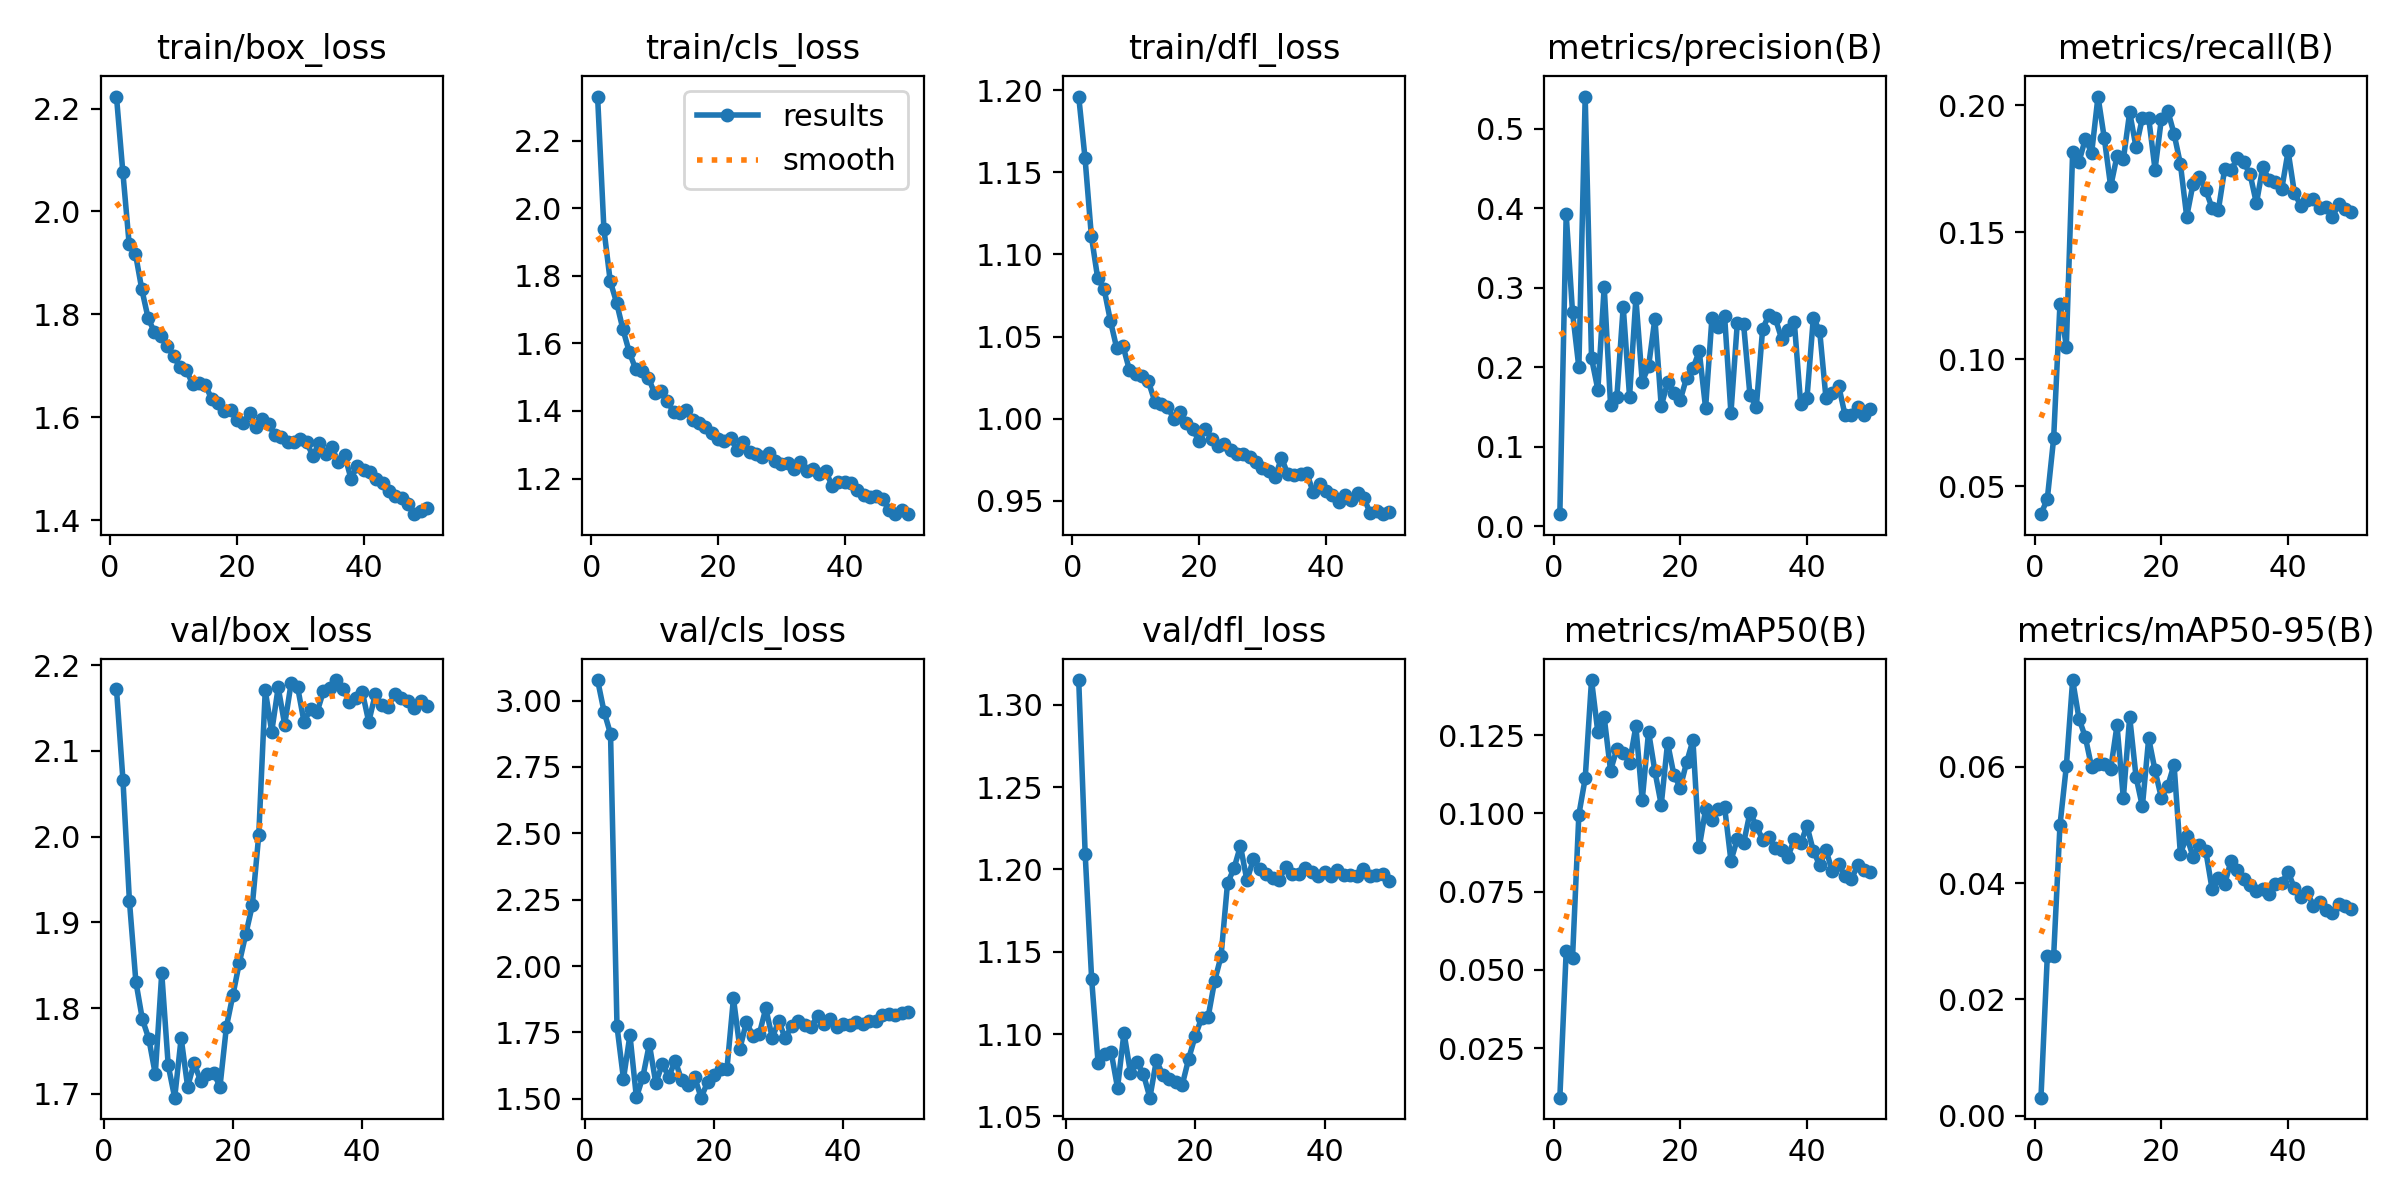 train/box_loss
train/cls_loss
train/dfl_loss
metrics/precision(B)
metrics/recall(B)
2.2
2.0
1.8
1.6
1.4
0 20 40
results
smooth
2.2
2.0
1.8
1.6
1.4
1.2
0 20 40
1.20
1.15
1.10
1.05
1.00
0.95
0 20 40
0.5
0.4
0.3
0.2
0.1
0.0
0 20 40
0.20
0.15
0.10
0.05
0 20 40
val/box_loss
val/cls_loss
val/dfl_loss
metrics/mAP50(B)
metrics/mAP50-95(B)
2.2
2.1
2.0
1.9
1.8
1.7
0 20 40
3.00
2.75
2.50
2.25
2.00
1.75
1.50
0 20 40
1.30
1.25
1.20
1.15
1.10
1.05
0 20 40
0.125
0.100
0.075
0.050
0.025
0 20 40
0.06
0.04
0.02
0.00
0 20 40